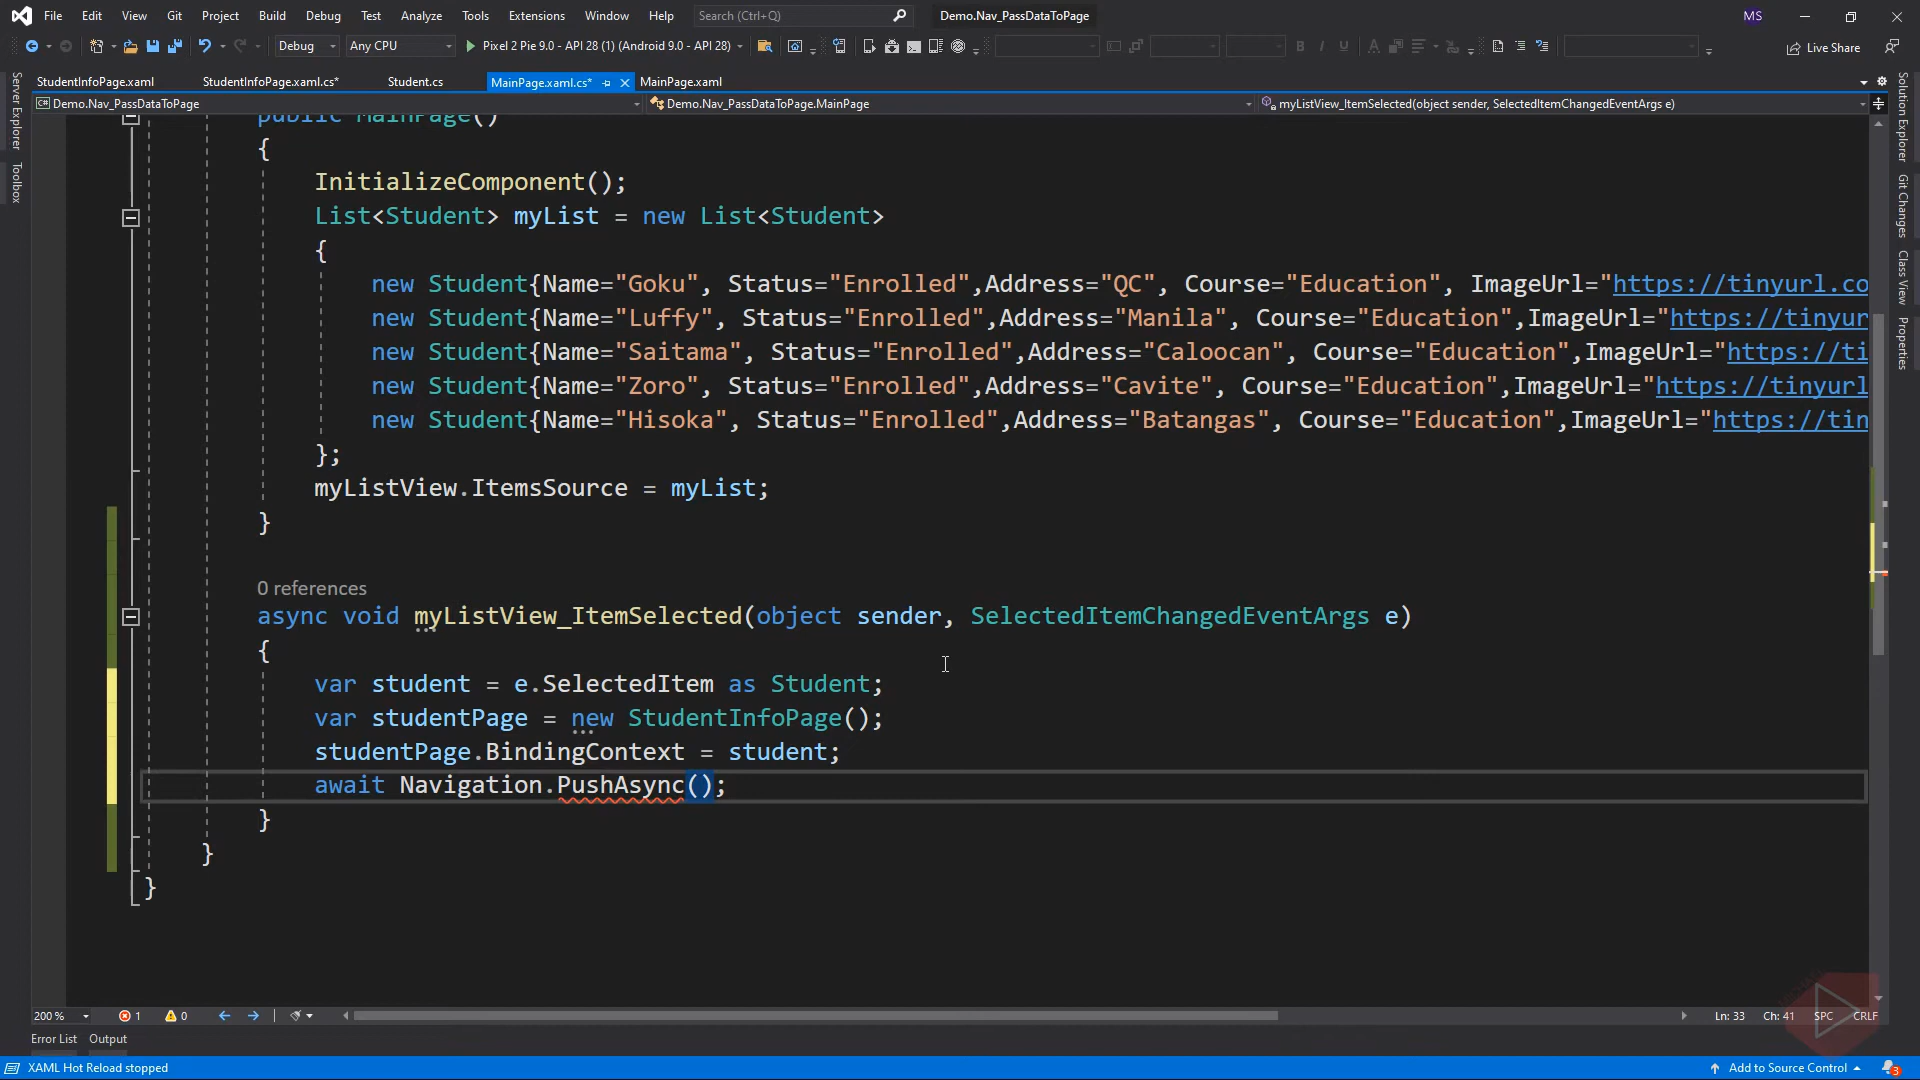 File Edit View Git Project Build Debug Test Analyze Tools Extensions Window Help Search (Ctrl+Q) Demo.Nav_PassDataToPage MS
Debug Any CPU Pixel 2 Pie 9.0 - API 28 (1) (Android 9.0 - API 28) Live Share
StudentInfoPage.xaml StudentInfoPage.xaml.cs* Student.cs MainPage.xaml.cs* MainPage.xaml
Demo.Nav_PassDataToPage Demo.Nav_PassDataToPage.MainPage myListView_ItemSelected(object sender, SelectedItemChangedEventArgs e)
Server Explorer
Toolbox
Solution Explorer
Git Changes
Class View
Properties
public MainPage()
{
InitializeComponent();
List<Student> myList = new List<Student>
{
new Student{Name="Goku", Status="Enrolled",Address="QC", Course="Education", ImageUrl="https://tinyurl.co
new Student{Name="Luffy", Status="Enrolled",Address="Manila", Course="Education",ImageUrl="https://tinyur
new Student{Name="Saitama", Status="Enrolled",Address="Caloocan", Course="Education",ImageUrl="https://ti
new Student{Name="Zoro", Status="Enrolled",Address="Cavite", Course="Education",ImageUrl="https://tinyurl
new Student{Name="Hisoka", Status="Enrolled",Address="Batangas", Course="Education",ImageUrl="https://tin
};
myListView.ItemsSource = myList;
}
0 references
async void myListView_ItemSelected(object sender, SelectedItemChangedEventArgs e)
{
var student = e.SelectedItem as Student;
var studentPage = new StudentInfoPage();
studentPage.BindingContext = student;
await Navigation.PushAsync();
}
}
}
200 % 1 0 Ln: 33 Ch: 41 SPC CRLF
Error List Output
XAML Hot Reload stopped Add to Source Control 3